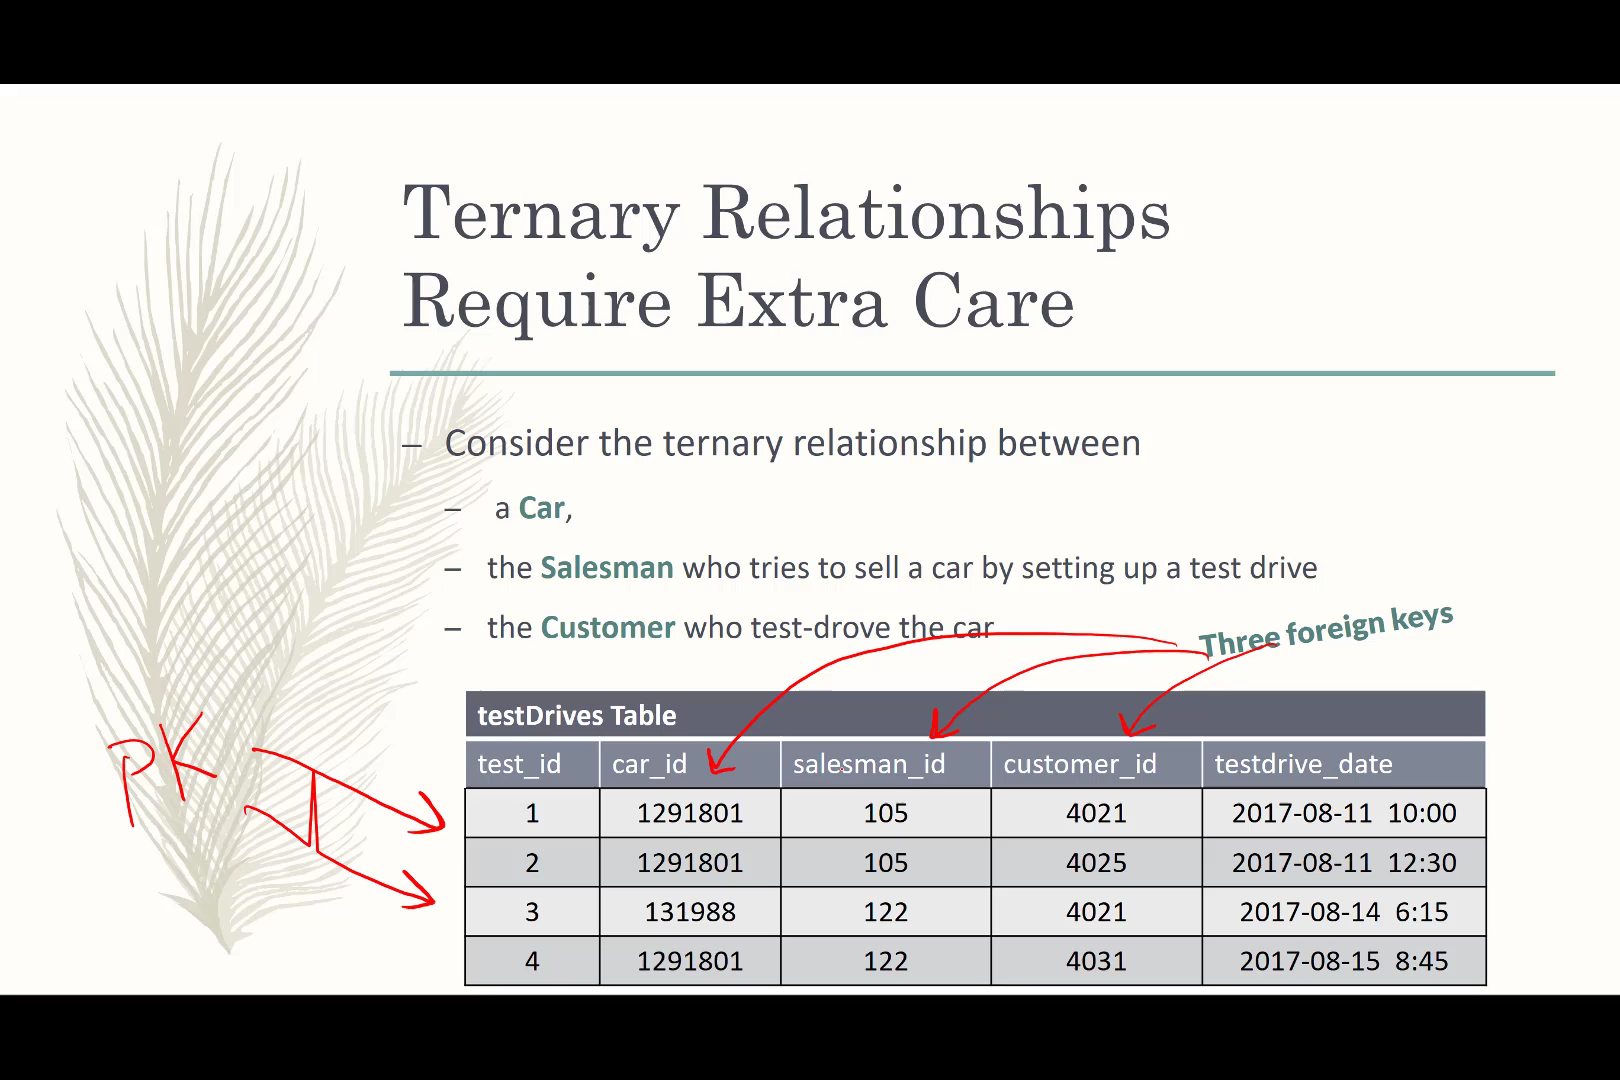 Ternary Relationships
Require Extra Care
– Consider the ternary relationship between
– a Car,
– the Salesman who tries to sell a car by setting up a test drive
– the Customer who test-drove the car
Three foreign keys
PK
testDrives Table
test_id car_id salesman_id customer_id testdrive_date
1 1291801 105 4021 2017-08-11 10:00
2 1291801 105 4025 2017-08-11 12:30
3 131988 122 4021 2017-08-14 6:15
4 1291801 122 4031 2017-08-15 8:45